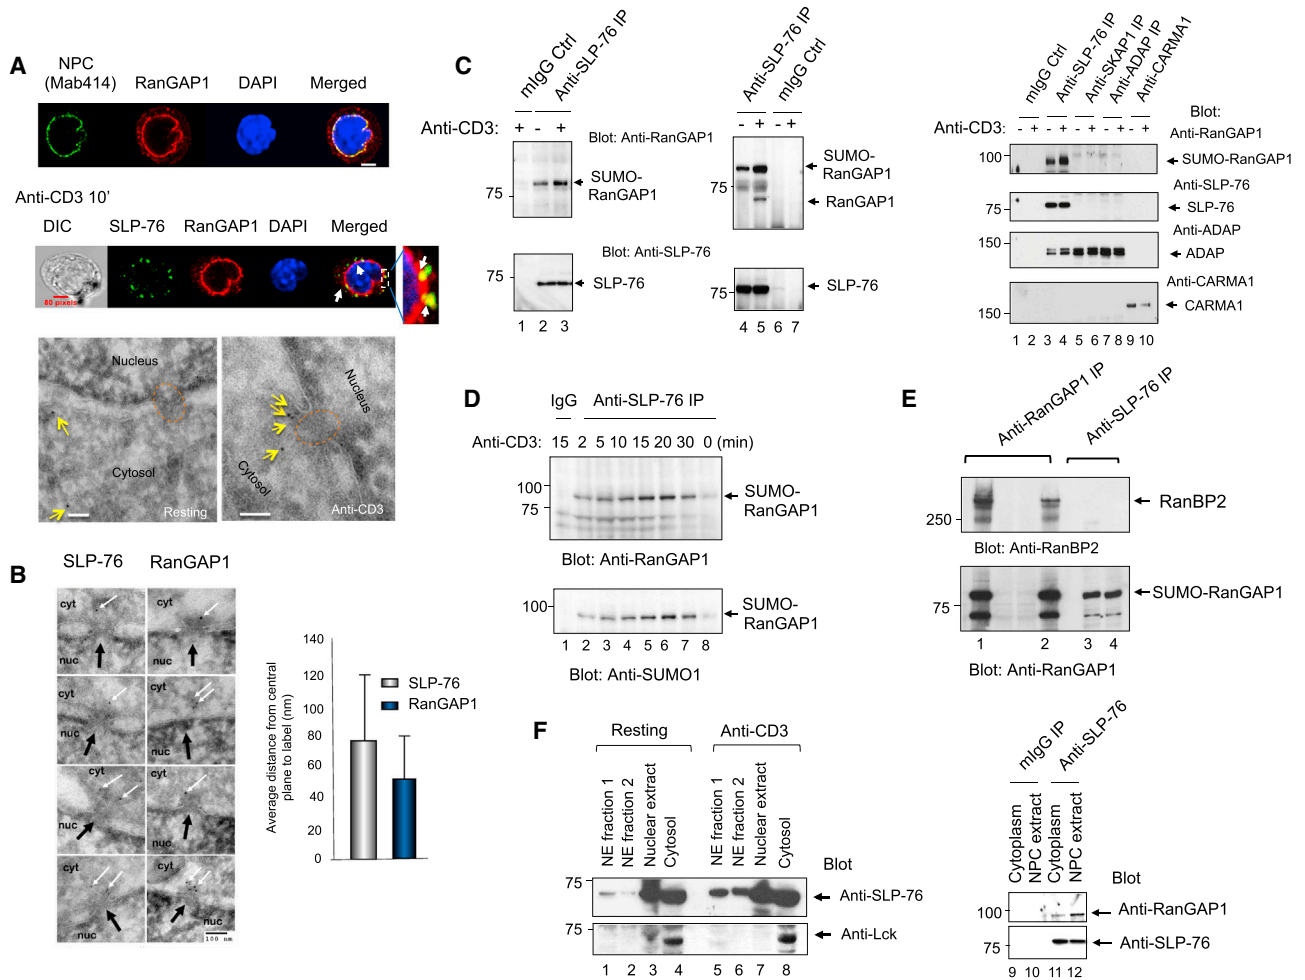 A
NPC
(Mab414) RanGAP1 DAPI Merged
Anti-CD3 10'
DIC SLP-76 RanGAP1 DAPI Merged
80 pixels
Nucleus
Cytosol
Resting
Nucleus
Cytosol
Anti-CD3
B
SLP-76 RanGAP1
cyt cyt
nuc nuc
cyt
nuc
cyt
nuc
cyt
nuc nuc
100 nm
Average distance from central
plane to label (nm)
140
120
100
80
60
40
20
0
SLP-76
RanGAP1
C
mIgG Ctrl
Anti-SLP-76 IP
Anti-CD3: + - +
Blot: Anti-RanGAP1
75
SUMO-
RanGAP1
Blot: Anti-SLP-76
75
SLP-76
1 2 3
Anti-SLP-76 IP
mIgG Ctrl
- + - +
75
SUMO-
RanGAP1
RanGAP1
75
SLP-76
4 5 6 7
mIgG Ctrl
Anti-SLP-76 IP
Anti-SKAP1 IP
Anti-ADAP IP
Anti-CARMA1
Blot:
Anti-CD3: - + - + - + - + - +
Anti-RanGAP1
100
SUMO-RanGAP1
Anti-SLP-76
75
SLP-76
Anti-ADAP
150
ADAP
Anti-CARMA1
150
CARMA1
1 2 3 4 5 6 7 8 9 10
D
IgG Anti-SLP-76 IP
Anti-CD3: 15 2 5 10 15 20 30 0 (min)
100
75
SUMO-
RanGAP1
Blot: Anti-RanGAP1
100
SUMO-
RanGAP1
1 2 3 4 5 6 7 8
Blot: Anti-SUMO1
E
Anti-RanGAP1 IP
Anti-SLP-76 IP
250
RanBP2
Blot: Anti-RanBP2
75
SUMO-RanGAP1
1 2 3 4
Blot: Anti-RanGAP1
F
Resting Anti-CD3
NE fraction 1
NE fraction 2
Nuclear extract
Cytosol
NE fraction 1
NE fraction 2
Nuclear extract
Cytosol
Blot
75
Anti-SLP-76
75
Anti-Lck
1 2 3 4 5 6 7 8
mIgG IP
Anti-SLP-76
Cytoplasm
NPC extract
Cytoplasm
NPC extract
Blot
100
Anti-RanGAP1
75
Anti-SLP-76
9 10 11 12